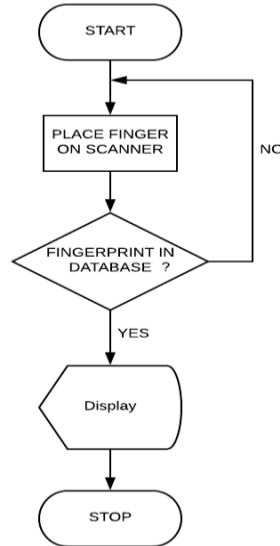 START
PLACE FINGER
ON SCANNER
NO
FINGERPRINT IN
DATABASE ?
YES
Display
STOP